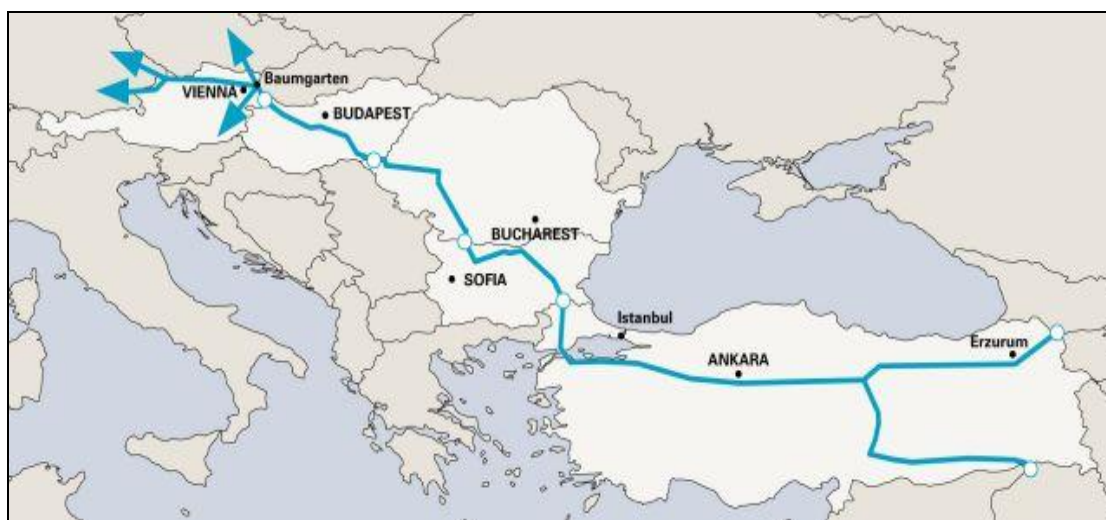 Baumgarten
VIENNA
BUDAPEST
BUCHAREST
SOFIA
Istanbul
Erzurum
ANKARA